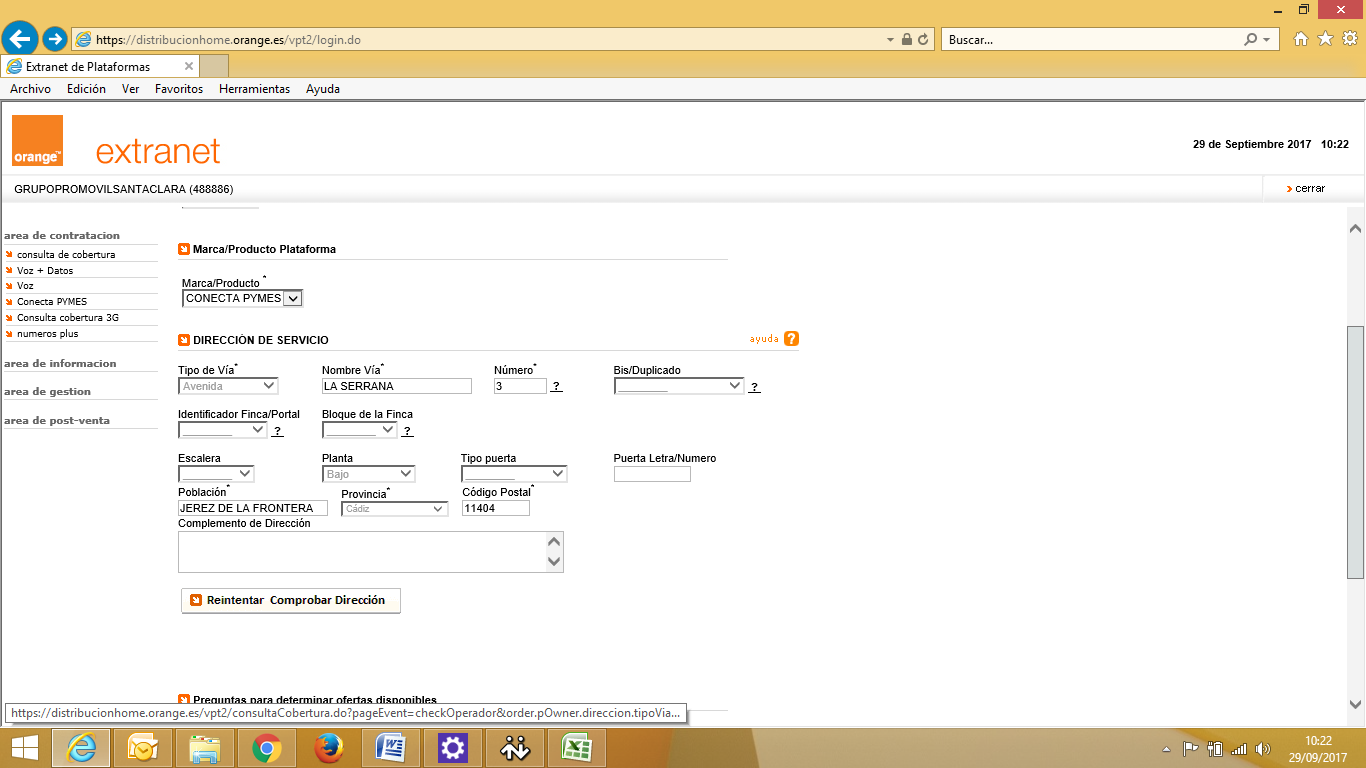 https://distribucionhome.orange.es/vpt2/login.do
Buscar...
Extranet de Plataformas
Archivo Edición Ver Favoritos Herramientas Ayuda
orange™
extranet
29 de Septiembre 2017 10:22
GRUPOPROMOVILSANTACLARA (488886)
cerrar
area de contratacion
consulta de cobertura
Voz + Datos
Voz
Conecta PYMES
Consulta cobertura 3G
numeros plus
area de informacion
area de gestion
area de post-venta
Marca/Producto Plataforma
Marca/Producto *
CONECTA PYMES
DIRECCIÓN DE SERVICIO
ayuda ?
Tipo de Vía* Nombre Vía* Número* Bis/Duplicado
Avenida LA SERRANA 3 ? ________ ?
Identificador Finca/Portal Bloque de la Finca
________ ? ________ ?
Escalera Planta Tipo puerta Puerta Letra/Numero
________ Bajo ________
Población* Provincia* Código Postal*
JEREZ DE LA FRONTERA Cádiz 11404
Complemento de Dirección
Reintentar Comprobar Dirección
Preguntas para determinar ofertas disponibles
https://distribucionhome.orange.es/vpt2/consultaCobertura.do?pageEvent=checkOperador&order.pOwner.direccion.tipoVia...
10:22
29/09/2017